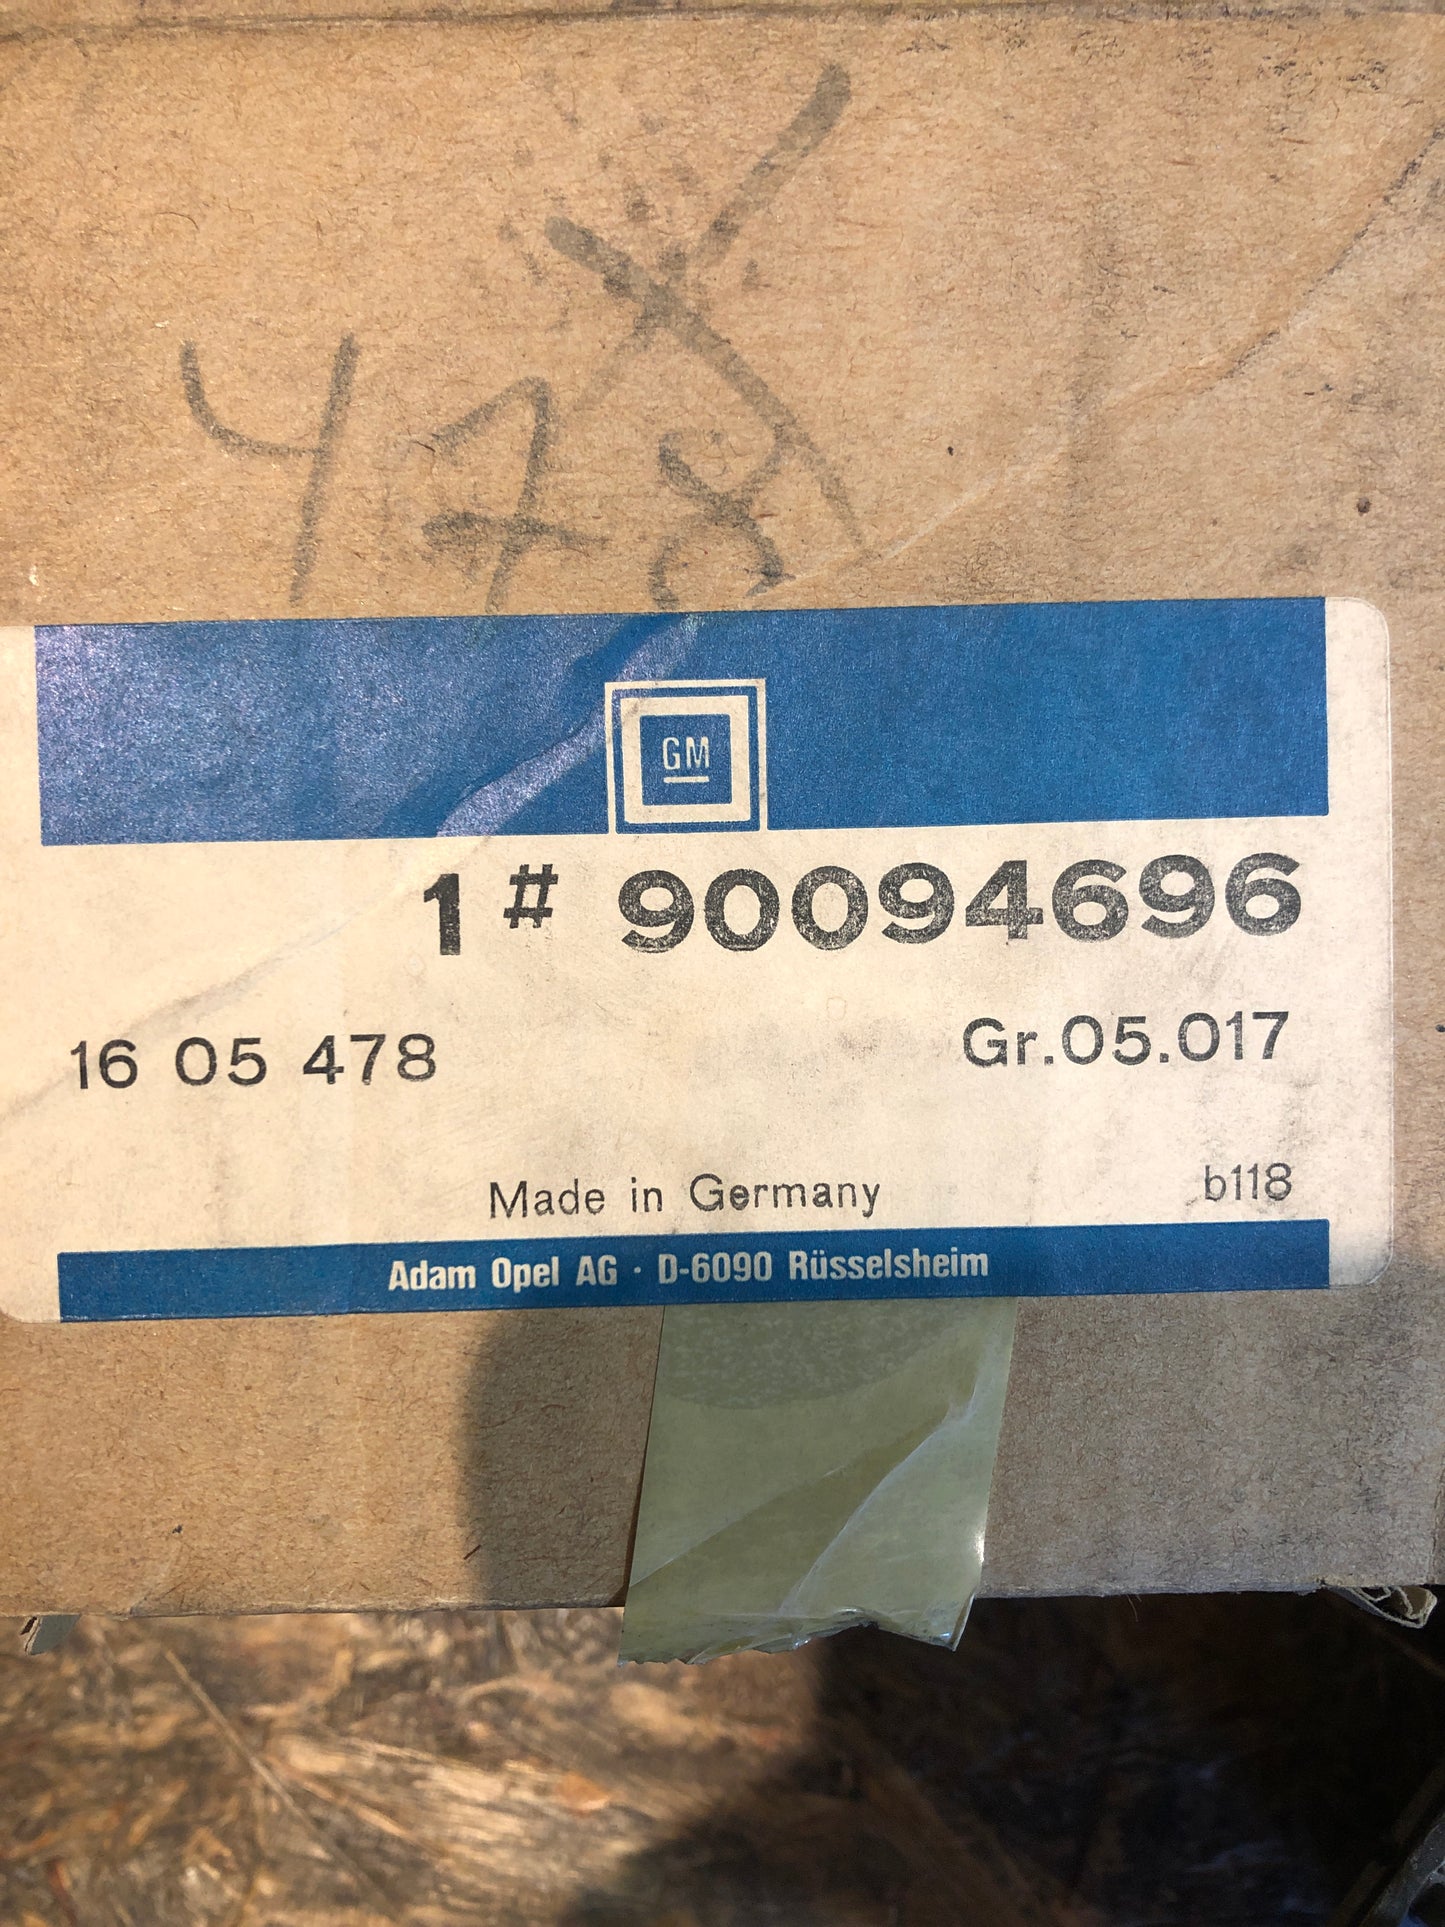 478
GM
1 # 90094696
16 05 478 Gr.05.017
Made in Germany b118
Adam Opel AG · D-6090 Rüsselsheim